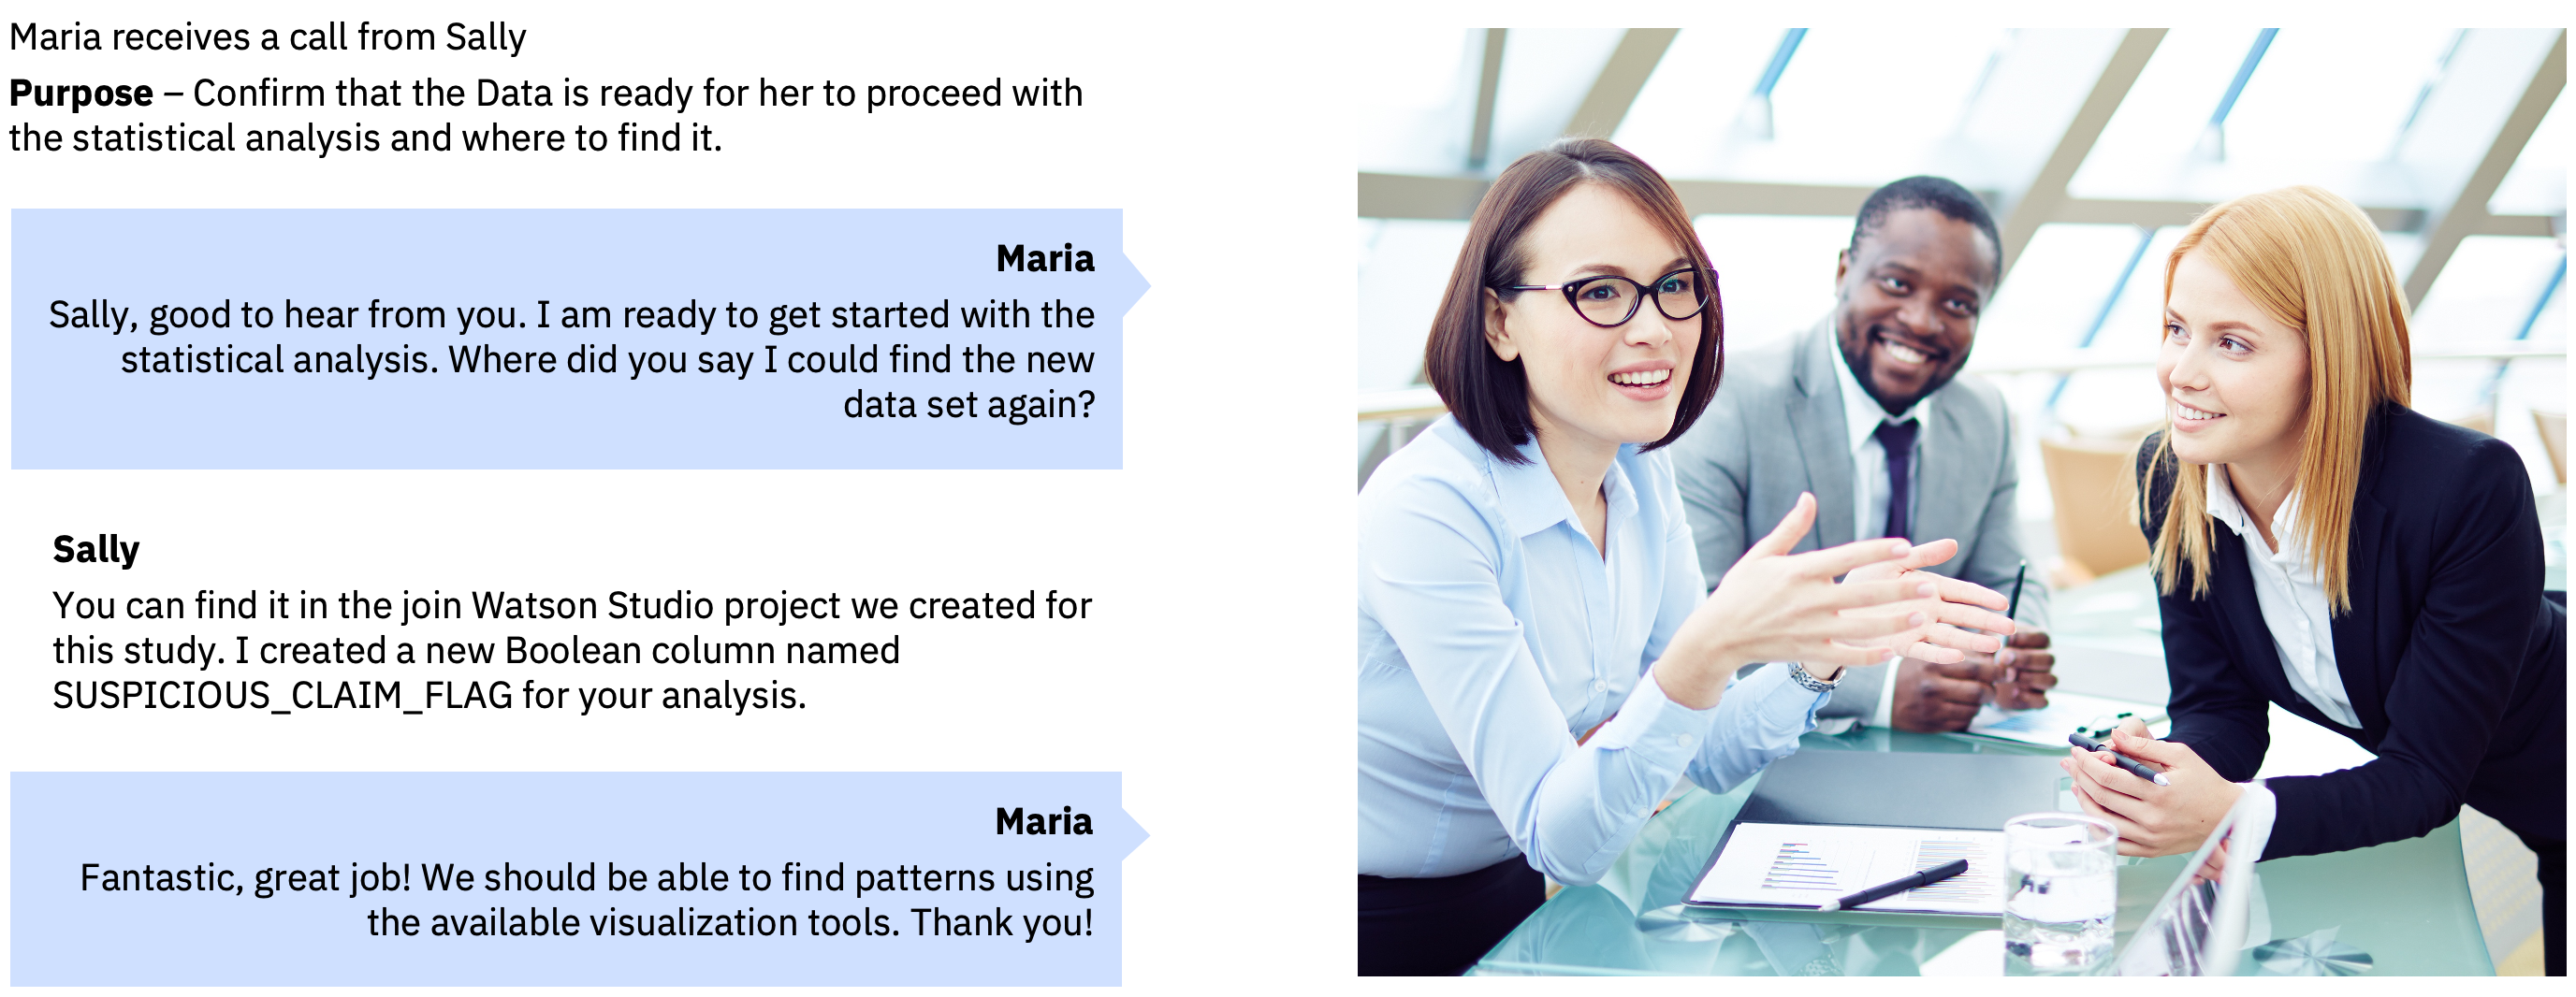 Maria receives a call from Sally
Purpose – Confirm that the Data is ready for her to proceed with
the statistical analysis and where to find it.
Maria
Sally, good to hear from you. I am ready to get started with the
statistical analysis. Where did you say I could find the new
data set again?
Sally
You can find it in the join Watson Studio project we created for
this study. I created a new Boolean column named
SUSPICIOUS_CLAIM_FLAG for your analysis.
Maria
Fantastic, great job! We should be able to find patterns using
the available visualization tools. Thank you!